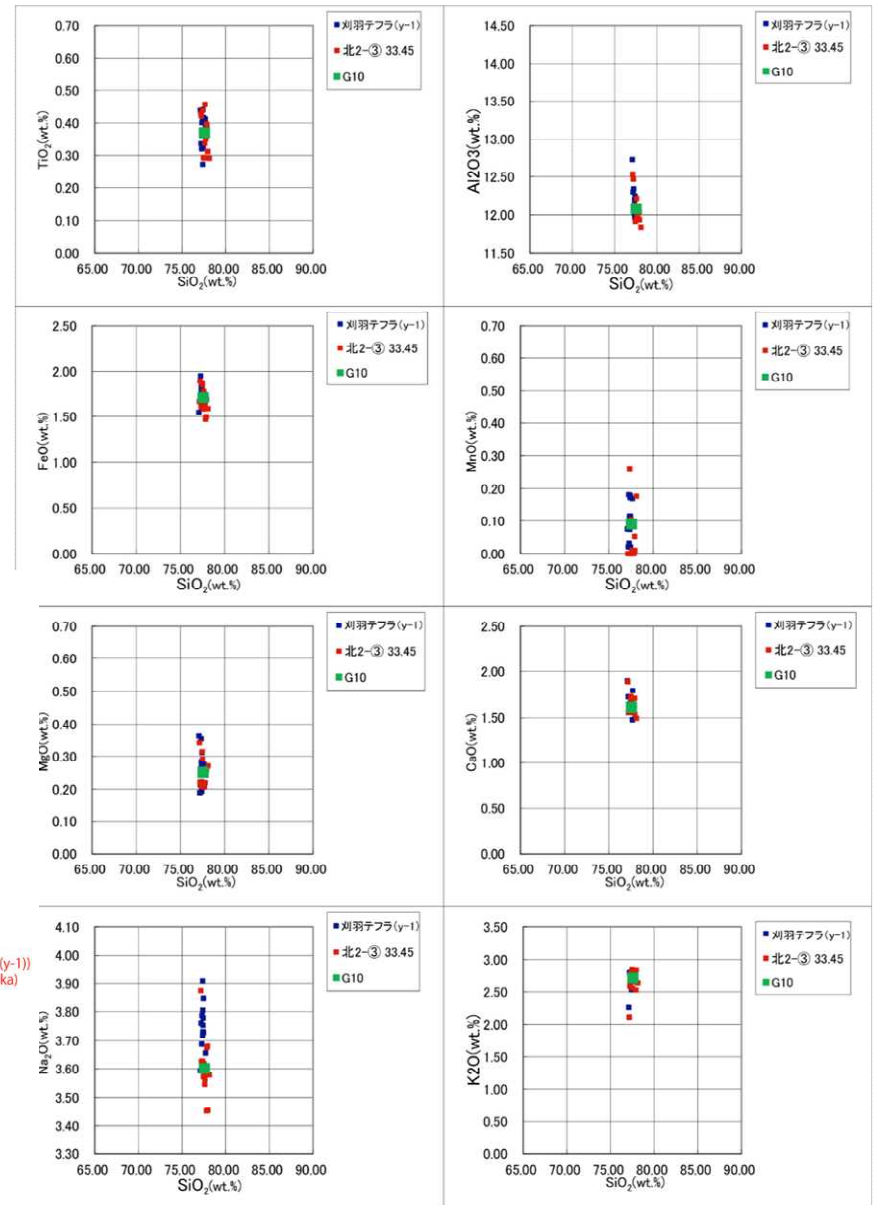 0.70
0.60
0.50
0.40
0.30
0.20
0.10
0.00
TiO2(wt.%)
65.00 70.00 75.00 80.00 85.00 90.00
SiO2(wt.%)
刈羽テフラ(y-1)
北2-③ 33.45
G10
14.50
14.00
13.50
13.00
12.50
12.00
11.50
Al2O3(wt.%)
65.00 70.00 75.00 80.00 85.00 90.00
SiO2(wt.%)
刈羽テフラ(y-1)
北2-③ 33.45
G10
2.50
2.00
1.50
1.00
0.50
0.00
FeO(wt.%)
65.00 70.00 75.00 80.00 85.00 90.00
SiO2(wt.%)
刈羽テフラ(y-1)
北2-③ 33.45
G10
0.70
0.60
0.50
0.40
0.30
0.20
0.10
0.00
MnO(wt.%)
65.00 70.00 75.00 80.00 85.00 90.00
SiO2(wt.%)
刈羽テフラ(y-1)
北2-③ 33.45
G10
0.70
0.60
0.50
0.40
0.30
0.20
0.10
0.00
MgO(wt.%)
65.00 70.00 75.00 80.00 85.00 90.00
SiO2(wt.%)
刈羽テフラ(y-1)
北2-③ 33.45
G10
2.50
2.00
1.50
1.00
0.50
0.00
CaO(wt.%)
65.00 70.00 75.00 80.00 85.00 90.00
SiO2(wt.%)
刈羽テフラ(y-1)
北2-③ 33.45
G10
(y-1))
ka)
4.10
4.00
3.90
3.80
3.70
3.60
3.50
3.40
3.30
Na2O(wt.%)
65.00 70.00 75.00 80.00 85.00 90.00
SiO2(wt.%)
刈羽テフラ(y-1)
北2-③ 33.45
G10
3.50
3.00
2.50
2.00
1.50
1.00
0.50
0.00
K2O(wt.%)
65.00 70.00 75.00 80.00 85.00 90.00
SiO2(wt.%)
刈羽テフラ(y-1)
北2-③ 33.45
G10